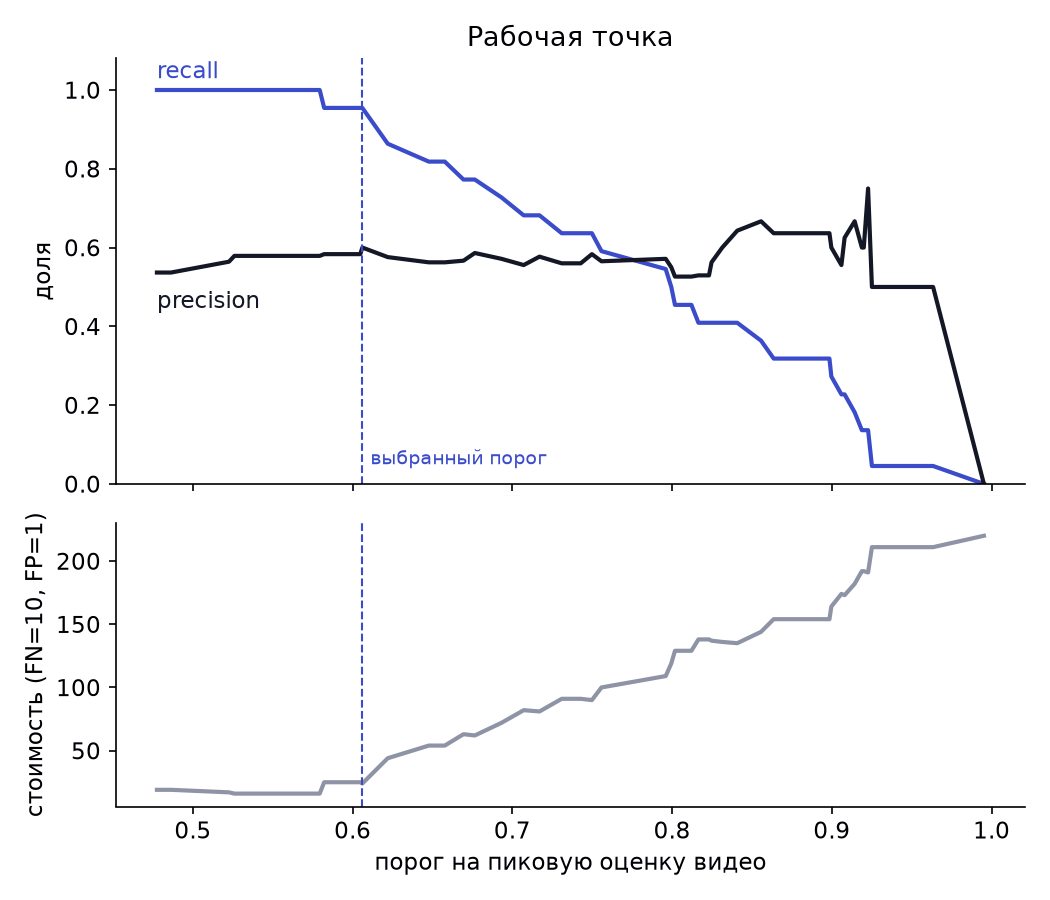 Рабочая точка
recall
1.0
0.8
0.6
0.4
0.2
0.0
доля
precision
выбранный порог
200
150
100
50
стоимость (FN=10, FP=1)
0.5 0.6 0.7 0.8 0.9 1.0
порог на пиковую оценку видео